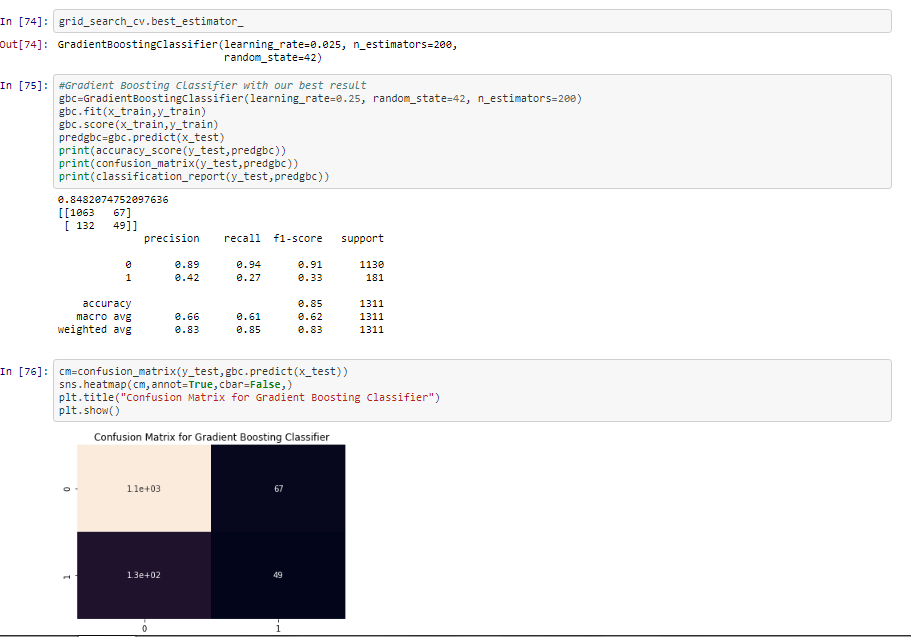 In [74]: grid_search_cv.best_estimator_
Out[74]: GradientBoostingClassifier(learning_rate=0.025, n_estimators=200,
random_state=42)
In [75]: #Gradient Boosting Classifier with our best result
gbc=GradientBoostingClassifier(learning_rate=0.25, random_state=42, n_estimators=200)
gbc.fit(x_train,y_train)
gbc.score(x_train,y_train)
predgbc=gbc.predict(x_test)
print(accuracy_score(y_test,predgbc))
print(confusion_matrix(y_test,predgbc))
print(classification_report(y_test,predgbc))
0.8482074752097636
[[1063 67]
[ 132 49]]
precision recall f1-score support
0 0.89 0.94 0.91 1130
1 0.42 0.27 0.33 181
accuracy 0.85 1311
macro avg 0.66 0.61 0.62 1311
weighted avg 0.83 0.85 0.83 1311
In [76]: cm=confusion_matrix(y_test,gbc.predict(x_test))
sns.heatmap(cm,annot=True,cbar=False,)
plt.title("Confusion Matrix for Gradient Boosting Classifier")
plt.show()
Confusion Matrix for Gradient Boosting Classifier
0 1.1e+03 67
1 1.3e+02 49
0 1